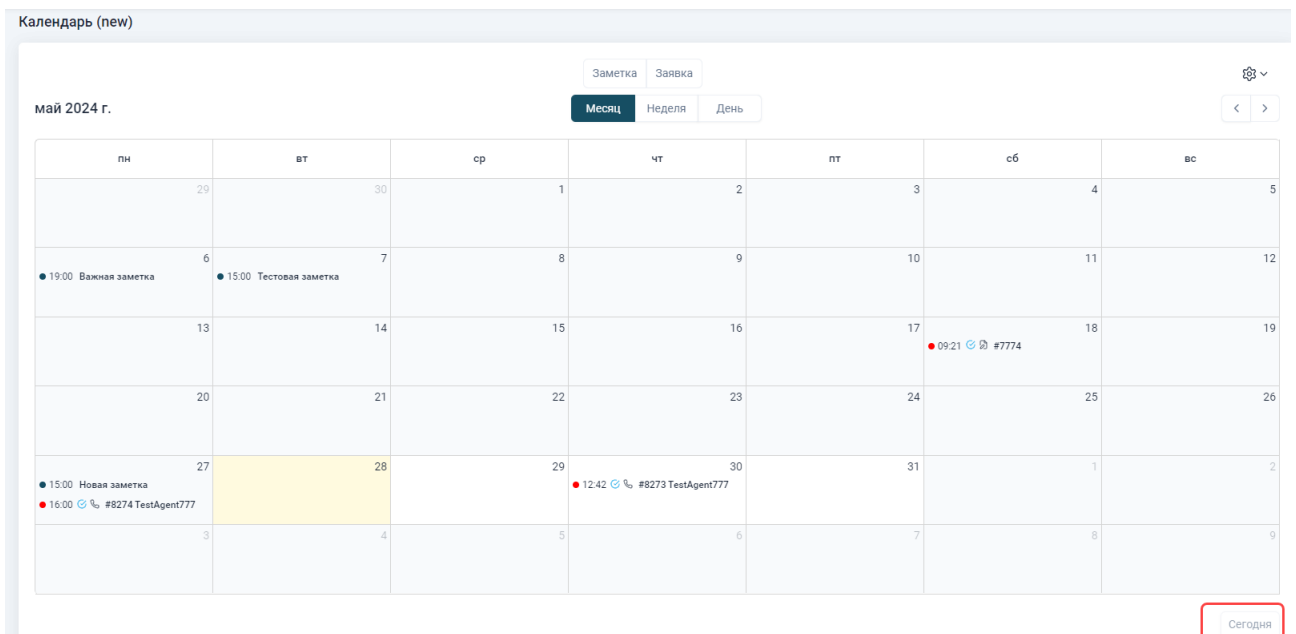 Календарь (new)
Заметка Заявка
май 2024 г.
Месяц Неделя День
пн вт ср чт пт сб вс
29 30 1 2 3 4 5
6 7 8 9 10 11 12
19:00 Важная заметка 15:00 Тестовая заметка
13 14 15 16 17 18 19
09:21 #7774
20 21 22 23 24 25 26
27 28 29 30 31 1 2
15:00 Новая заметка 12:42 #8273 TestAgent777
16:00 #8274 TestAgent777
3 4 5 6 7 8 9
Сегодня